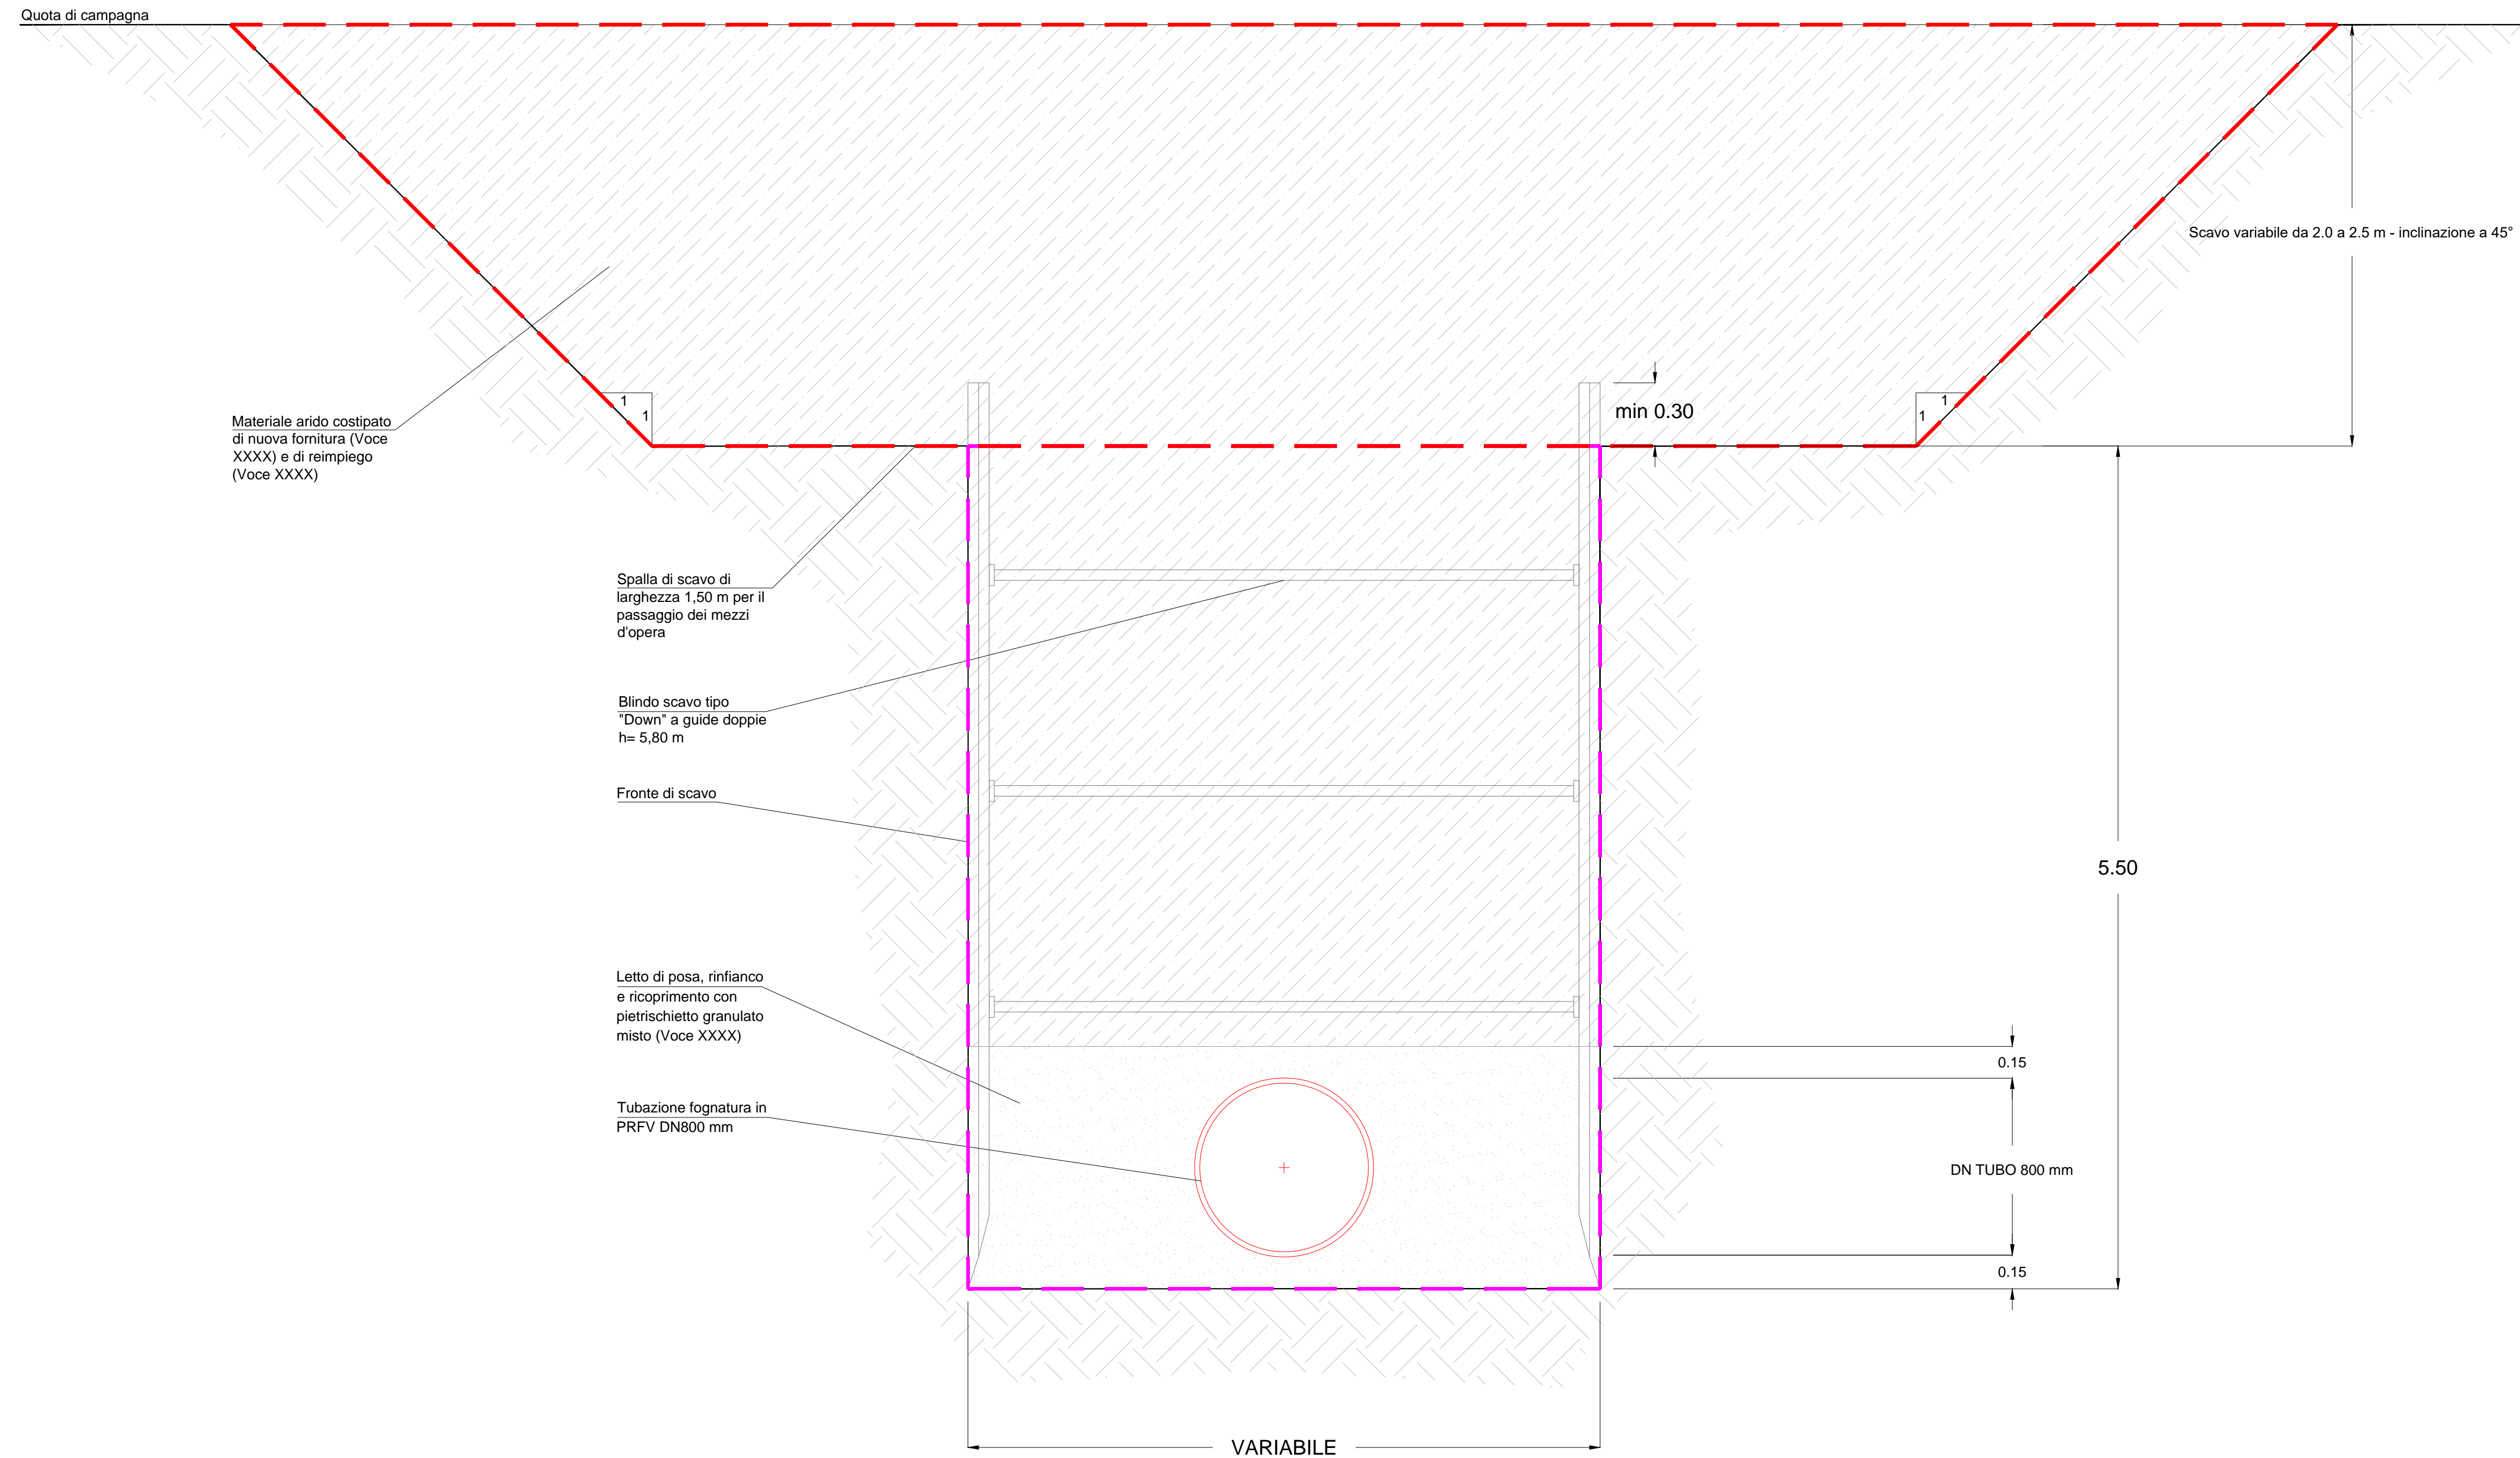 Quota di campagna
Scavo variabile da 2.0 a 2.5 m - inclinazione a 45°
1
1
1
1
min 0.30
Materiale arido costipato
di nuova fornitura (Voce
XXXX) e di reimpiego
(Voce XXXX)
Spalla di scavo di
larghezza 1,50 m per il
passaggio dei mezzi
d'opera
Blindo scavo tipo
"Down" a guide doppie
h= 5,80 m
Fronte di scavo
5.50
Letto di posa, rinfianco
e ricoprimento con
pietrischietto granulato
misto (Voce XXXX)
0.15
Tubazione fognatura in
PRFV DN800 mm
DN TUBO 800 mm
0.15
VARIABILE